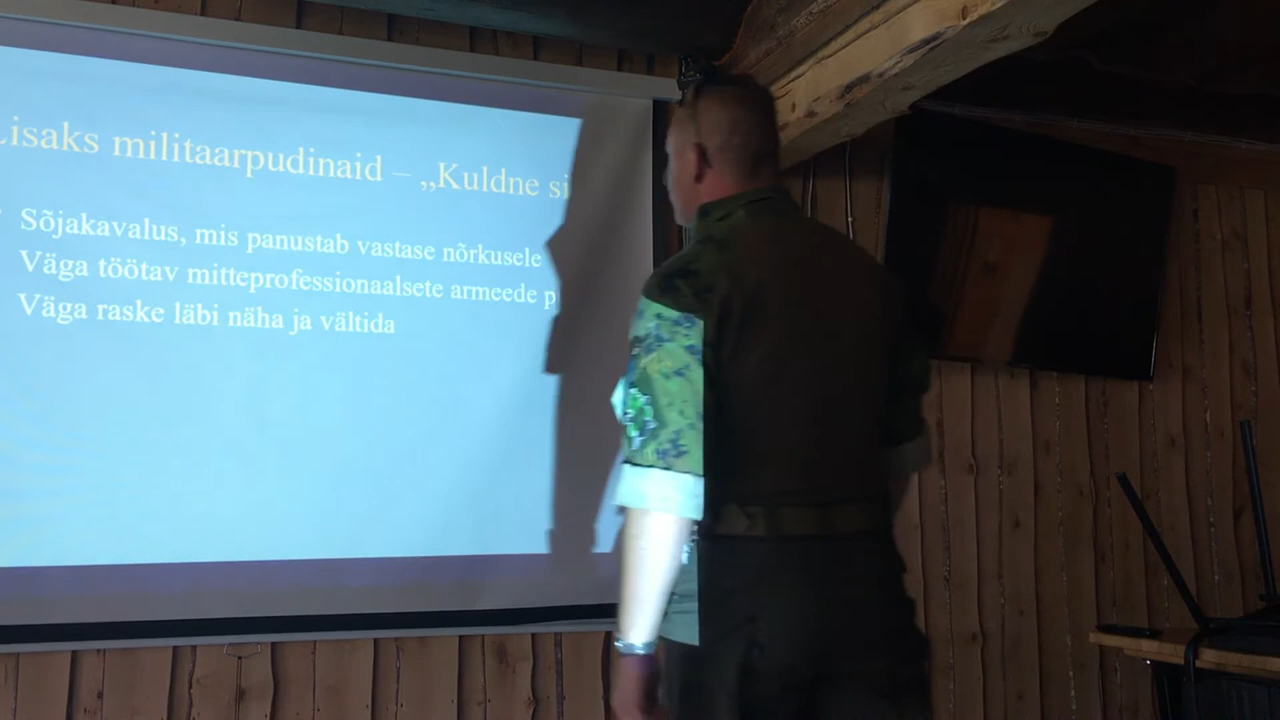 Lisaks militaarpudinaid – „Kuldne
Sõjakavalus, mis panustab vastase nõrkusele
Väga töötav mitteprofessionaalsete armeede
Väga raske läbi näha ja vältida